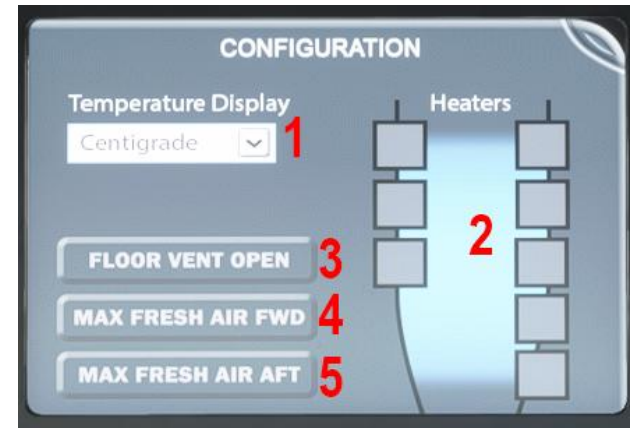 CONFIGURATION
Temperature Display
Heaters
Centigrade
1
2
FLOOR VENT OPEN
3
MAX FRESH AIR FWD
4
MAX FRESH AIR AFT
5